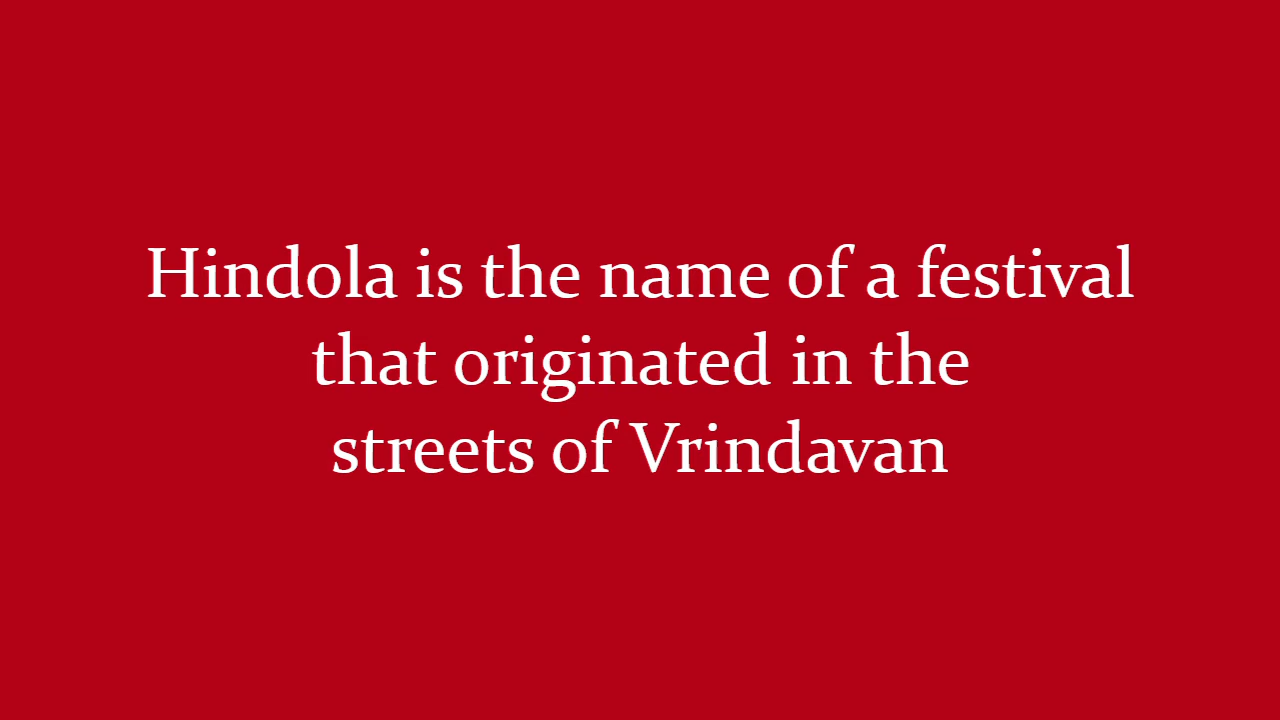 Hindola is the name of a festival
that originated in the
streets of Vrindavan